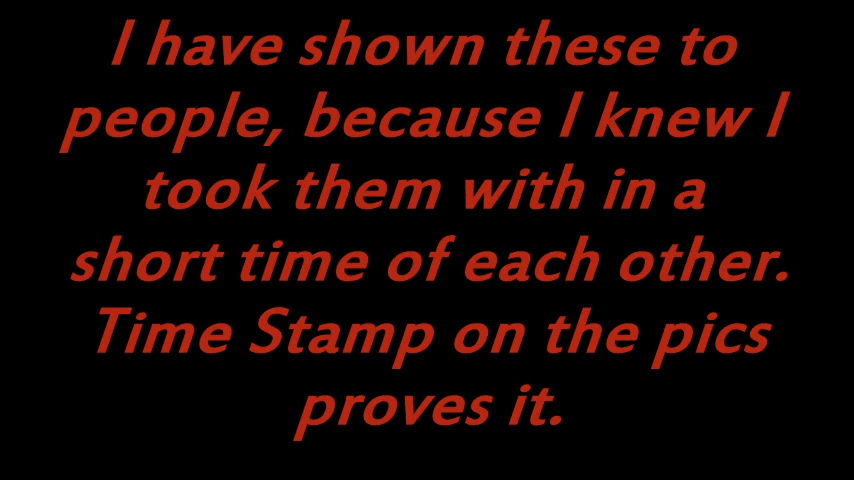 I have shown these to
people, because I knew I
took them with in a
short time of each other.
Time Stamp on the pics
proves it.